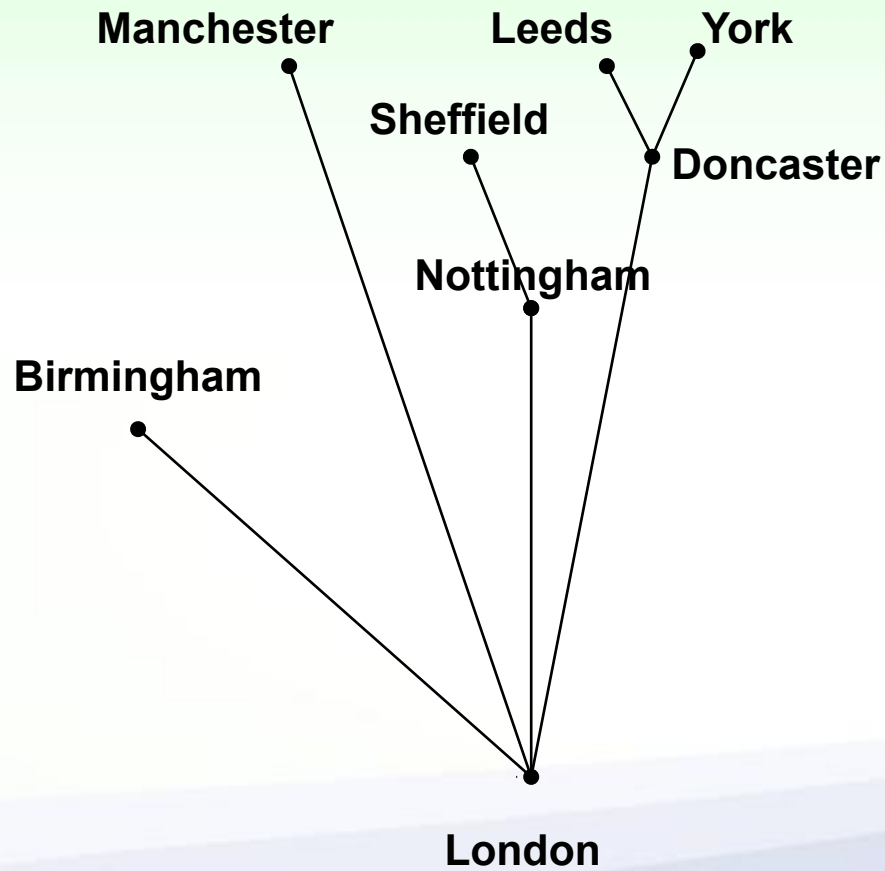 Manchester
Leeds
York
Sheffield
Doncaster
Nottingham
Birmingham
London